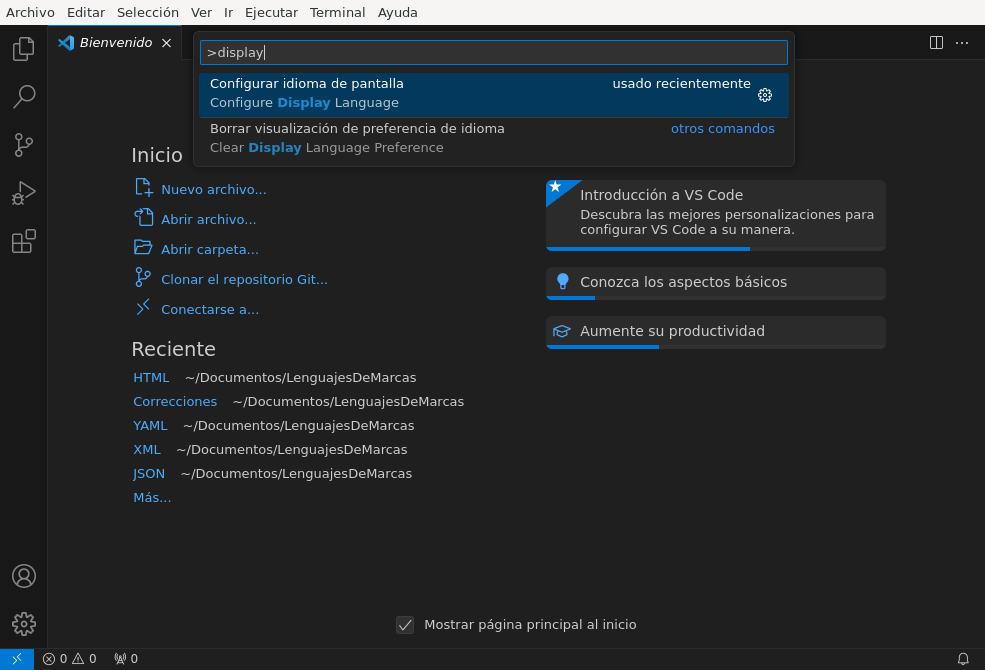 Archivo Editar Selección Ver Ir Ejecutar Terminal Ayuda
Bienvenido
>display
Configurar idioma de pantalla usado recientemente
Configure Display Language
Borrar visualización de preferencia de idioma otros comandos
Clear Display Language Preference
Inicio
Nuevo archivo...
Abrir archivo...
Abrir carpeta...
Clonar el repositorio Git...
Conectarse a...
Reciente
HTML ~/Documentos/LenguajesDeMarcas
Correcciones ~/Documentos/LenguajesDeMarcas
YAML ~/Documentos/LenguajesDeMarcas
XML ~/Documentos/LenguajesDeMarcas
JSON ~/Documentos/LenguajesDeMarcas
Más...
Introducción a VS Code
Descubra las mejores personalizaciones para
configurar VS Code a su manera.
Conozca los aspectos básicos
Aumente su productividad
Mostrar página principal al inicio
0 0 0